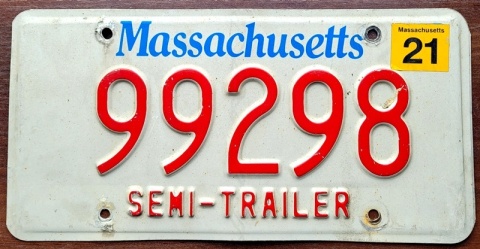 Massachusetts
Massachusetts
21
99298
SEMI-TRAILER